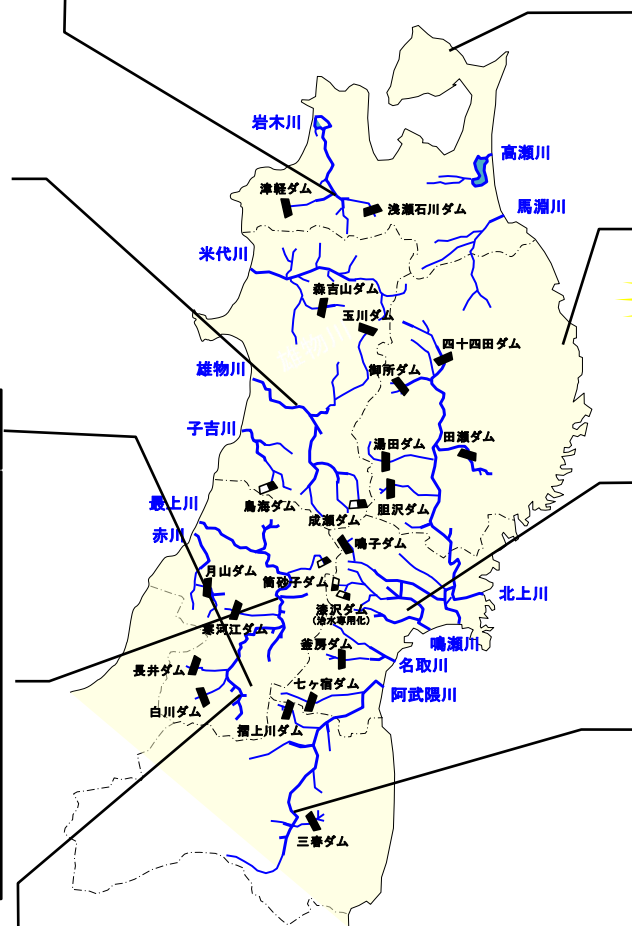 岩木川
高瀬川
津軽ダム
浅瀬石川ダム
馬淵川
米代川
森吉山ダム
玉川ダム
四十四田ダム
御所ダム
雄物川
子吉川
湯田ダム
田瀬ダム
鳥海ダム
成瀬ダム
胆沢ダム
最上川
赤川
鳴子ダム
月山ダム
筒砂子ダム
北上川
漆沢ダム
(治水専用化)
寒河江ダム
鳴瀬川
釜房ダム
名取川
長井ダム
七ヶ宿ダム
阿武隈川
白川ダム
摺上川ダム
三春ダム